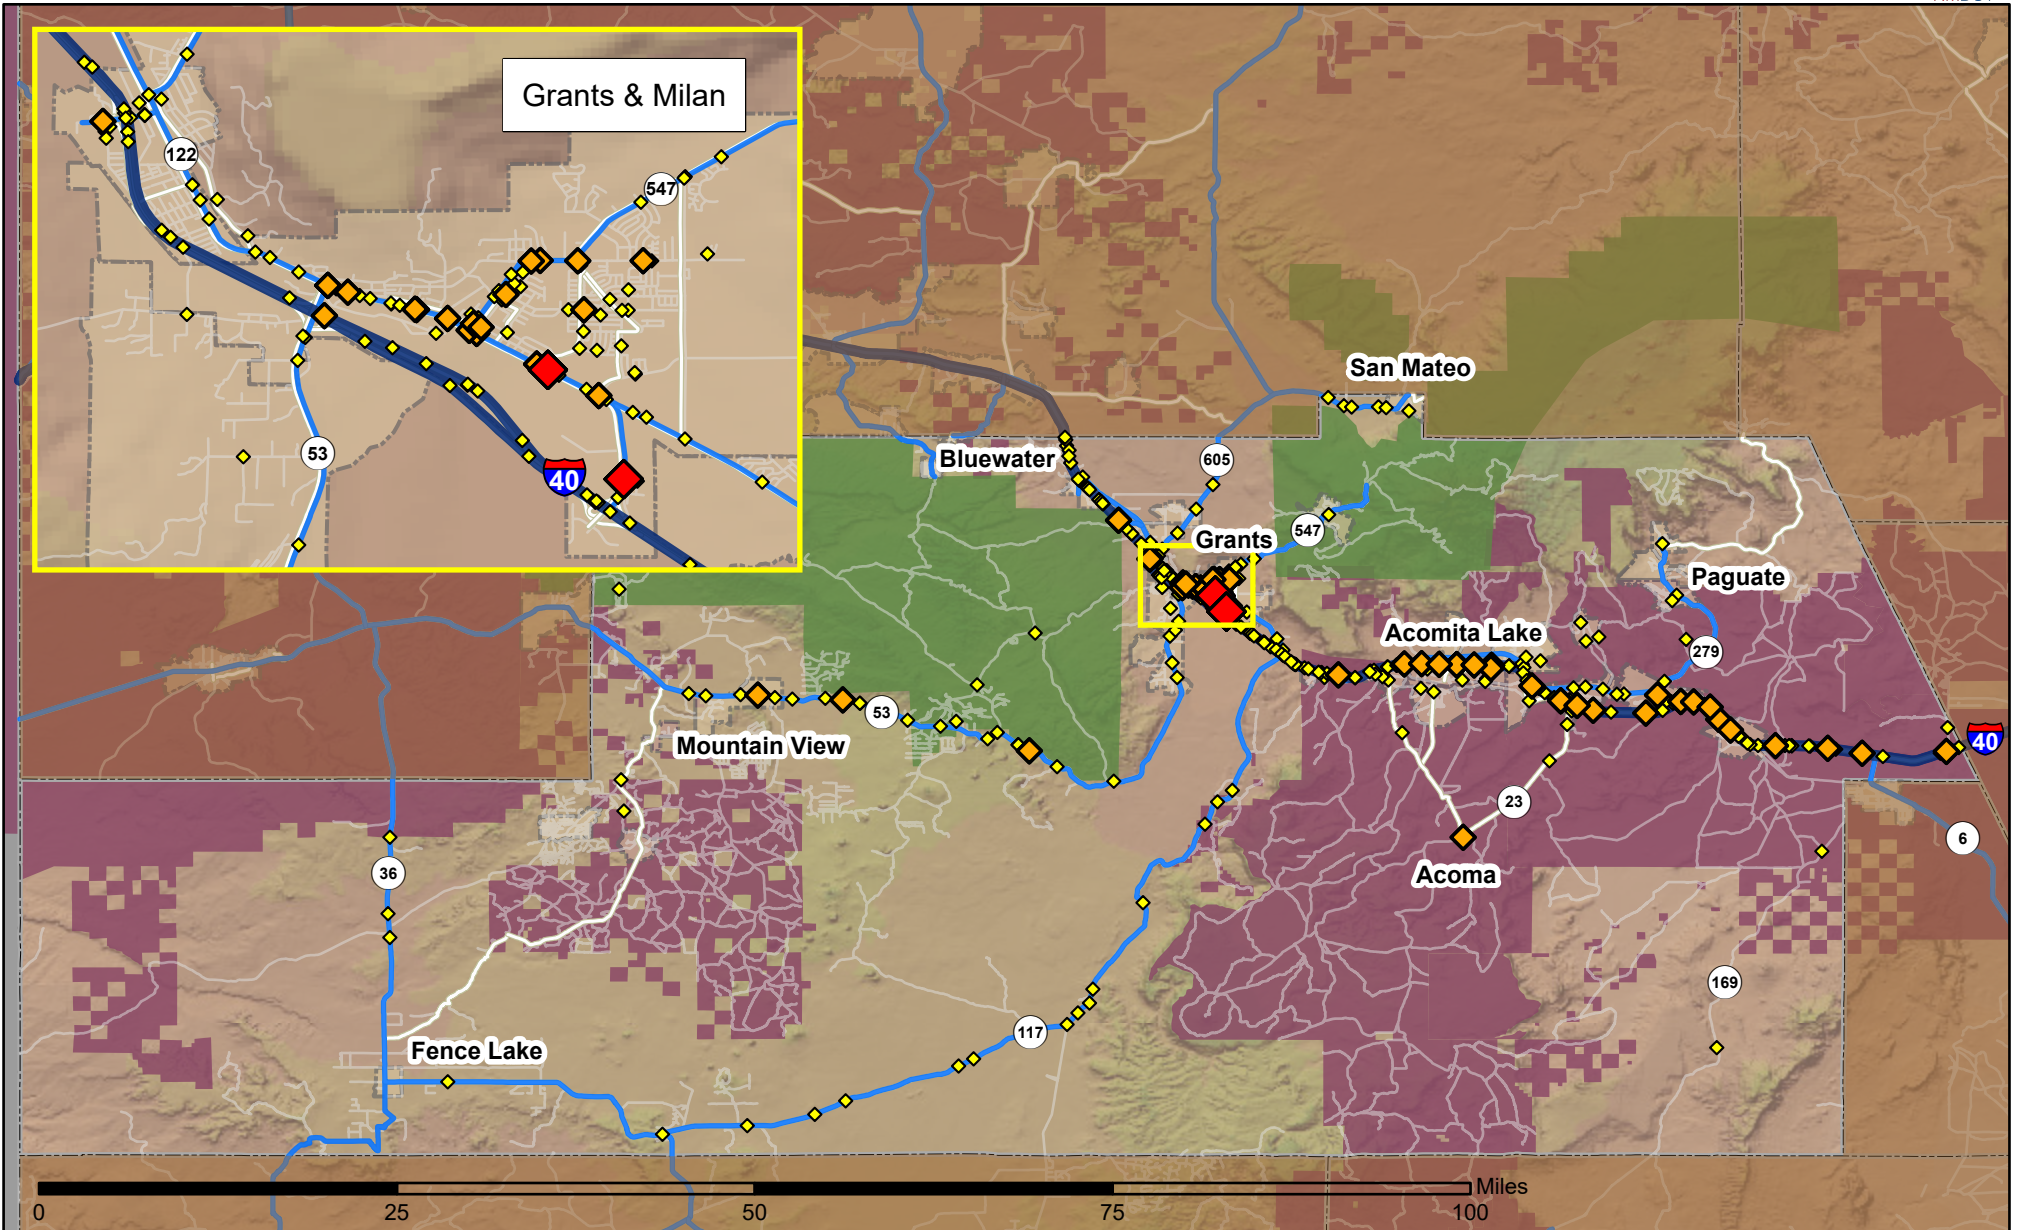 Grants & Milan
122
547
53
40
San Mateo
Bluewater
605
Grants
547
Paguate
Acomita Lake
279
53
Mountain View
40
23
6
36
Acoma
169
117
Fence Lake
Miles
0 25 50 75 100